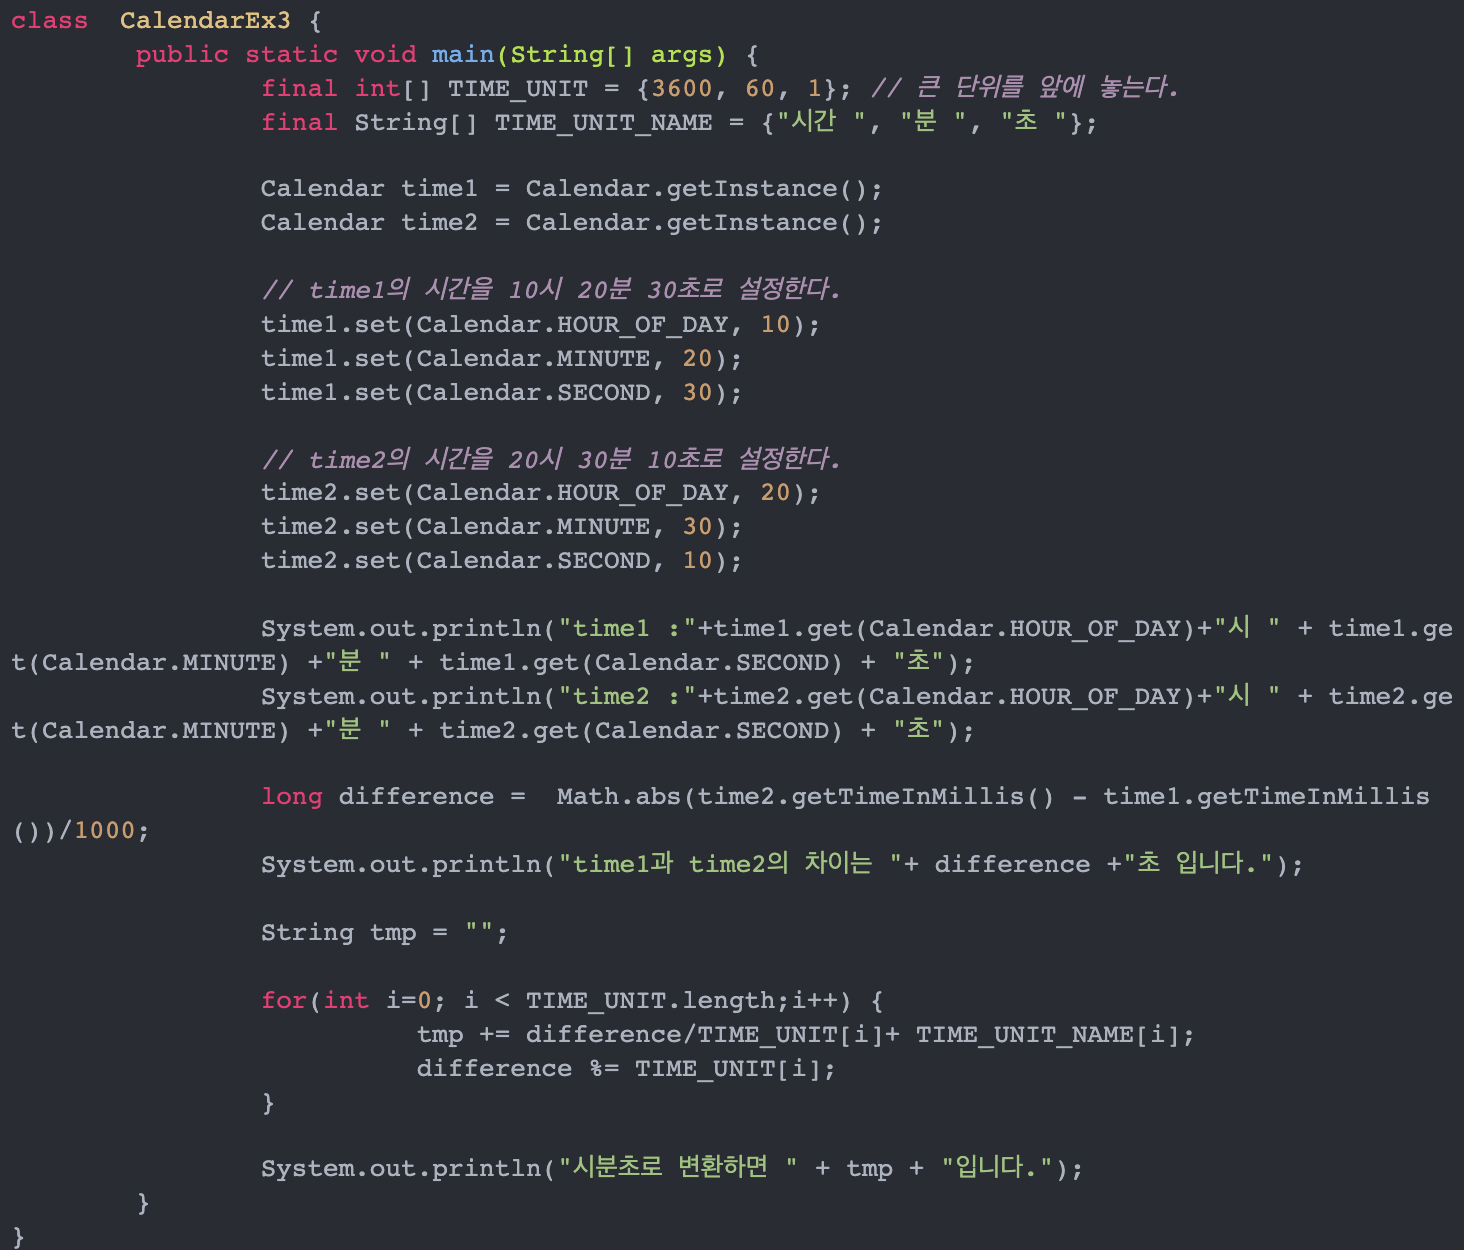 class  CalendarEx3 {
        public static void main(String[] args) {
                final int[] TIME_UNIT = {3600, 60, 1}; // 큰 단위를 앞에 놓는다.
                final String[] TIME_UNIT_NAME = {"시간 ", "분 ", "초 "};

                Calendar time1 = Calendar.getInstance();
                Calendar time2 = Calendar.getInstance();

                // time1의 시간을 10시 20분 30초로 설정한다.
                time1.set(Calendar.HOUR_OF_DAY, 10);
                time1.set(Calendar.MINUTE, 20);
                time1.set(Calendar.SECOND, 30);

                // time2의 시간을 20시 30분 10초로 설정한다.
                time2.set(Calendar.HOUR_OF_DAY, 20);
                time2.set(Calendar.MINUTE, 30);
                time2.set(Calendar.SECOND, 10);

                System.out.println("time1 :"+time1.get(Calendar.HOUR_OF_DAY)+"시 " + time1.ge
t(Calendar.MINUTE) +"분 " + time1.get(Calendar.SECOND) + "초");
                System.out.println("time2 :"+time2.get(Calendar.HOUR_OF_DAY)+"시 " + time2.ge
t(Calendar.MINUTE) +"분 " + time2.get(Calendar.SECOND) + "초");

                long difference =  Math.abs(time2.getTimeInMillis() - time1.getTimeInMillis
())/1000;
                System.out.println("time1과 time2의 차이는 "+ difference +"초 입니다.");

                String tmp = "";

                for(int i=0; i < TIME_UNIT.length;i++) {
                          tmp += difference/TIME_UNIT[i]+ TIME_UNIT_NAME[i];
                          difference %= TIME_UNIT[i];
                }

                System.out.println("시분초로 변환하면 " + tmp + "입니다.");
        }
}